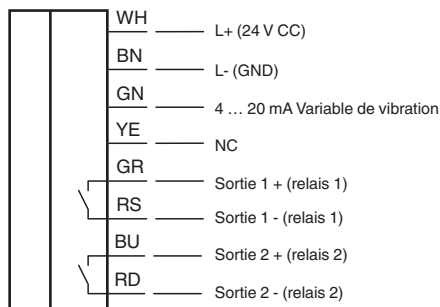 WH L+ (24 V CC)
BN L- (GND)
GN 4 … 20 mA Variable de vibration
YE NC
GR Sortie 1 + (relais 1)
RS Sortie 1 - (relais 1)
BU Sortie 2 + (relais 2)
RD Sortie 2 - (relais 2)